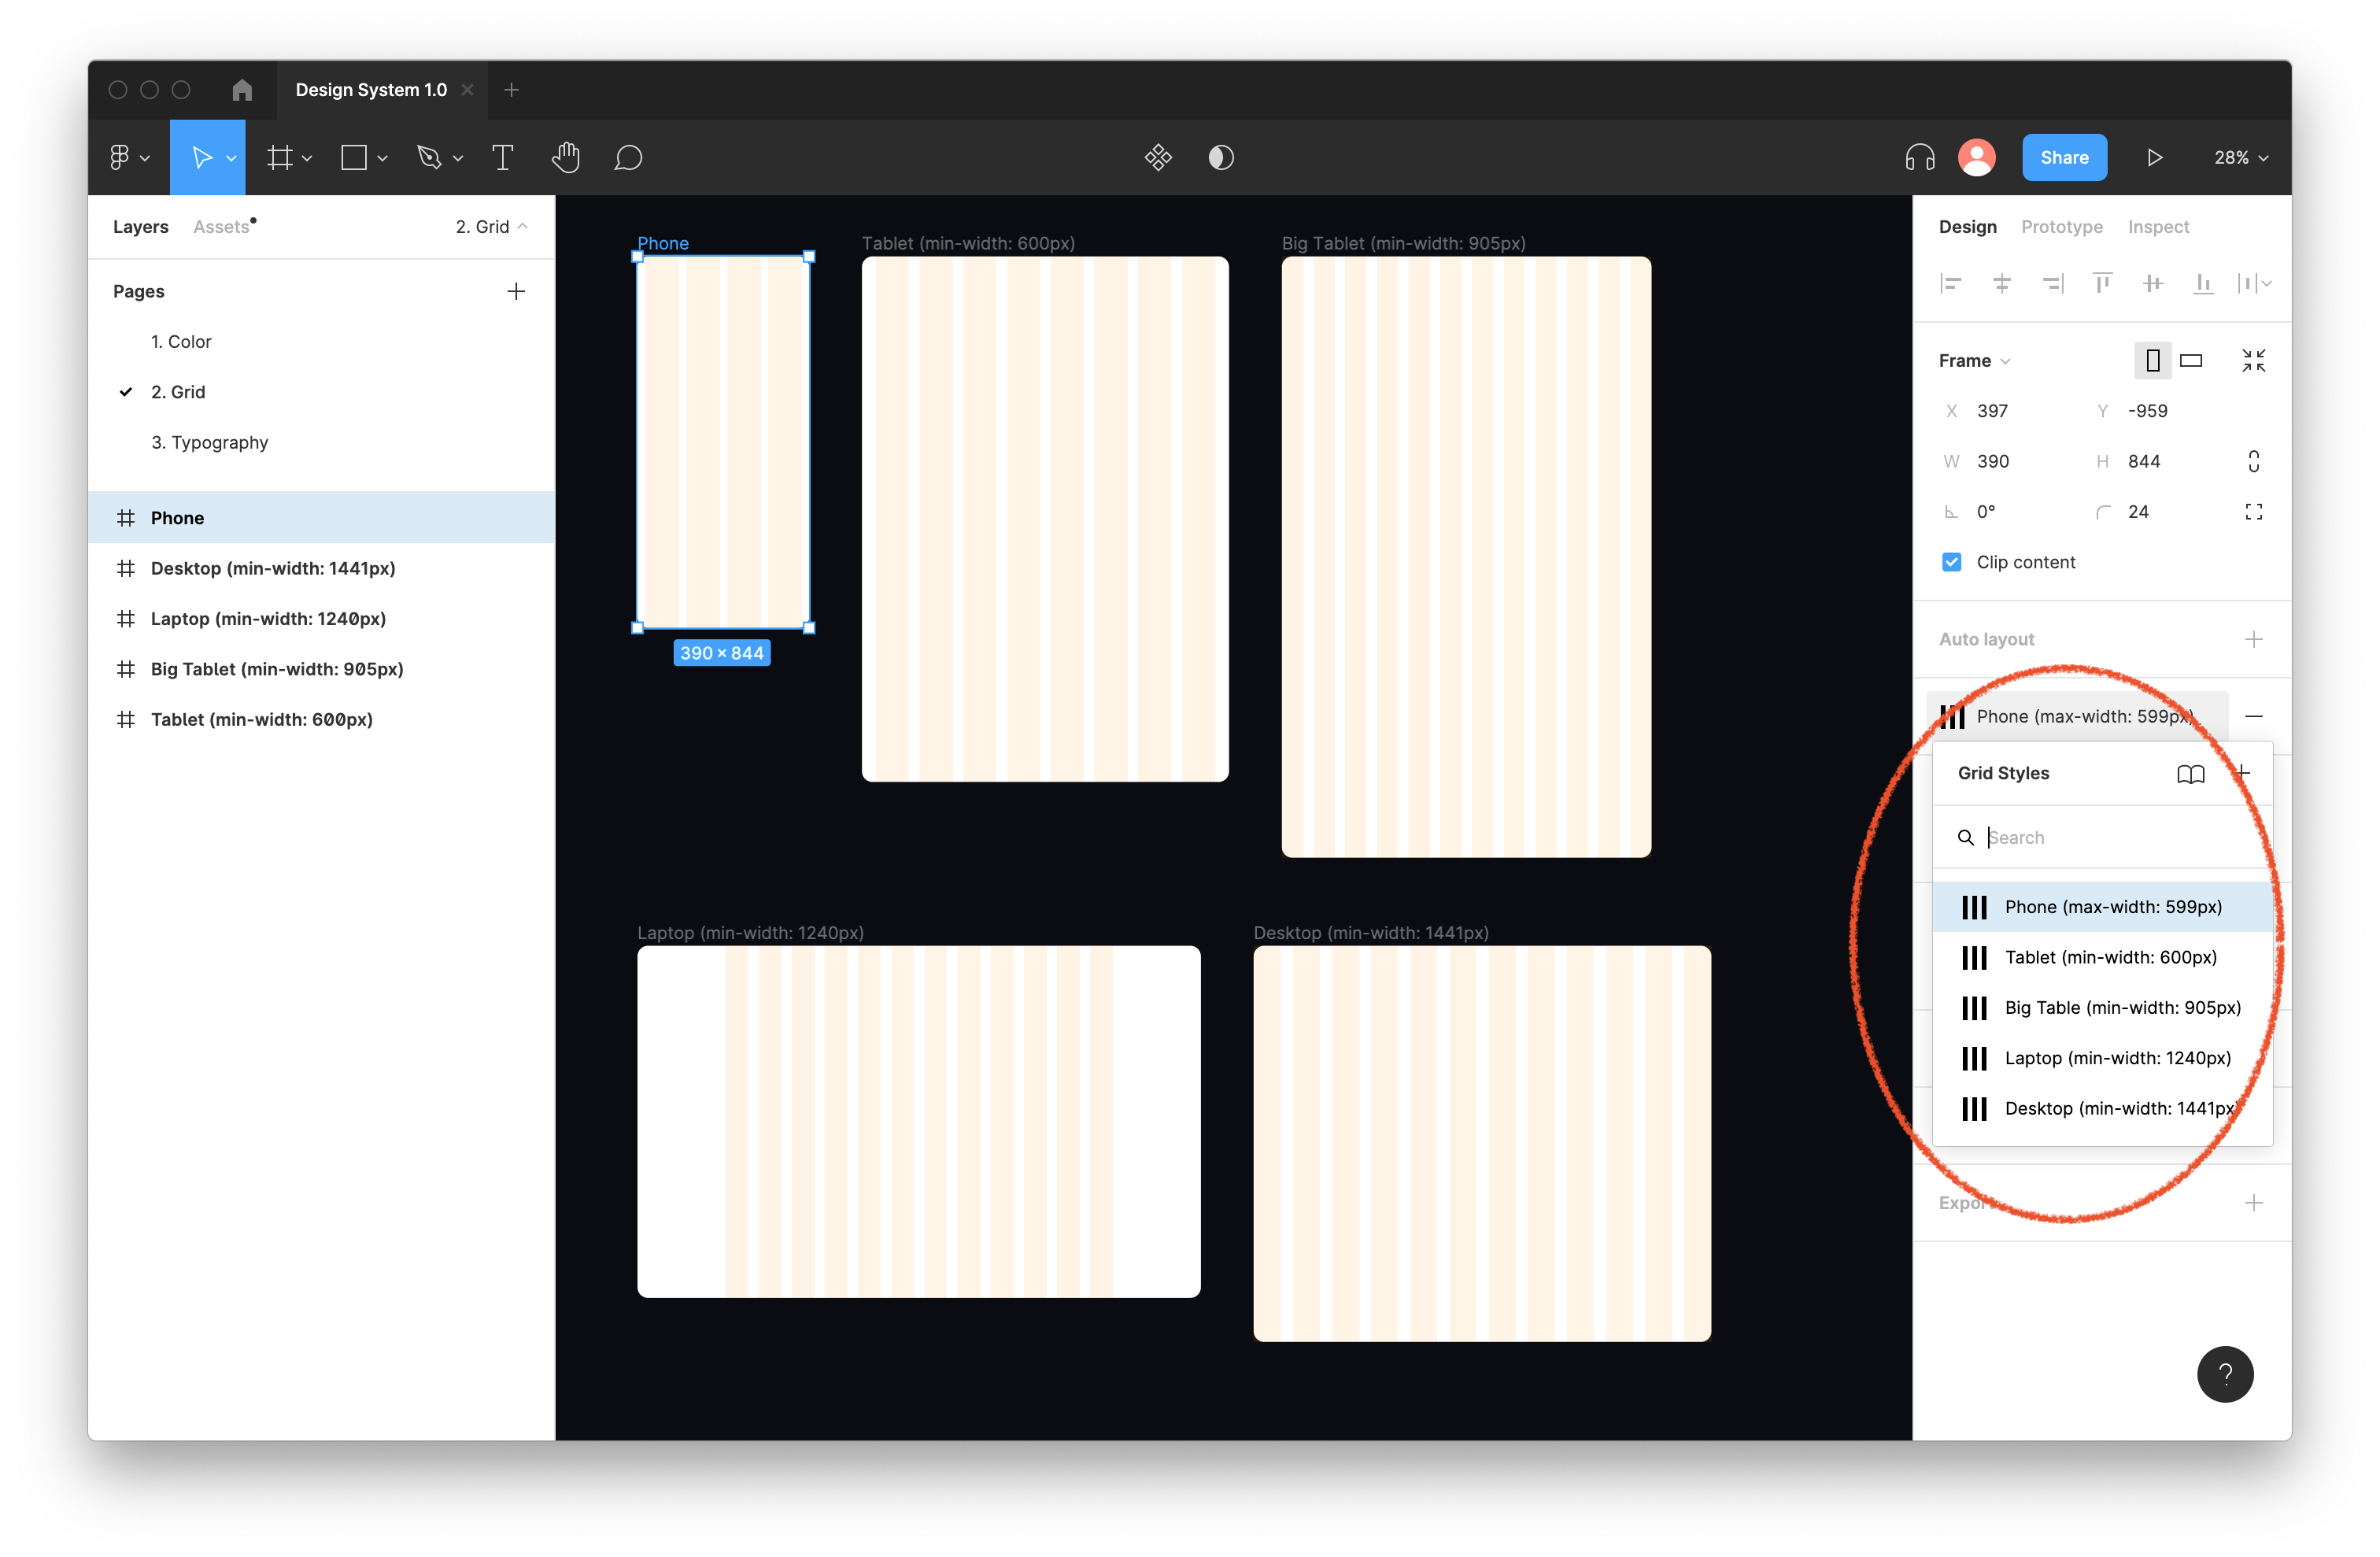 Design System 1.0
Share
28%
Layers
Assets
2. Grid
Pages
1. Color
2. Grid
3. Typography
Phone
Desktop (min-width: 1441px)
Laptop (min-width: 1240px)
Big Tablet (min-width: 905px)
Tablet (min-width: 600px)
Phone
390 × 844
Tablet (min-width: 600px)
Big Tablet (min-width: 905px)
Laptop (min-width: 1240px)
Desktop (min-width: 1441px)
Design
Prototype
Inspect
Frame
X 397
Y -959
W 390
H 844
0°
24
Clip content
Auto layout
Phone (max-width: 599px)
Grid Styles
Search
Phone (max-width: 599px)
Tablet (min-width: 600px)
Big Table (min-width: 905px)
Laptop (min-width: 1240px)
Desktop (min-width: 1441px)
Export
?